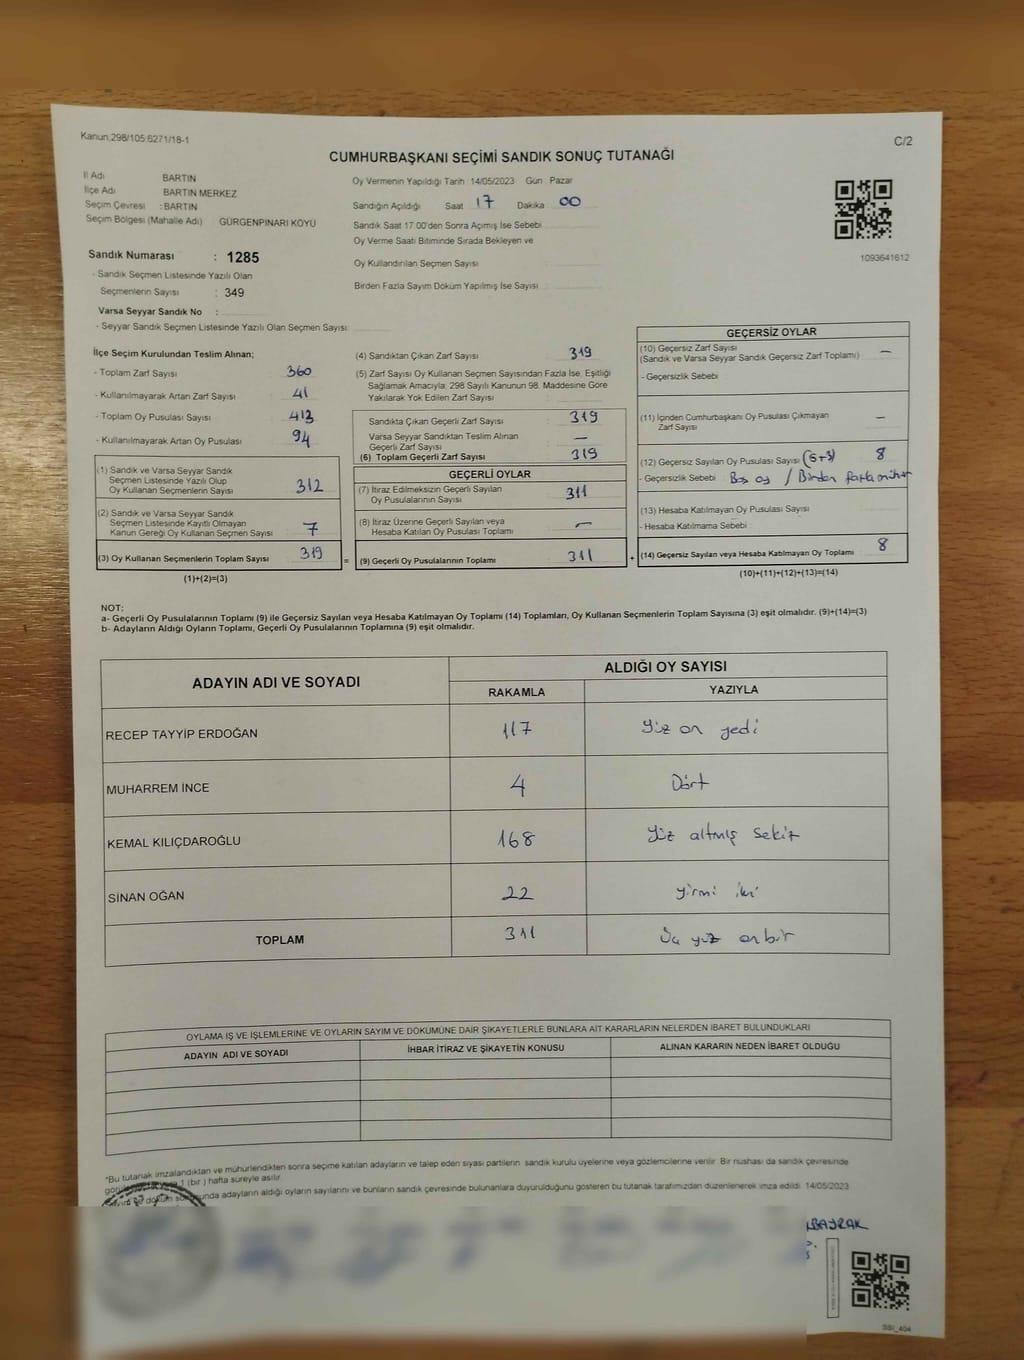 Kanun:298/105:6271/18-1
C/2
CUMHURBAŞKANI SEÇİMİ SANDIK SONUÇ TUTANAĞI
İl Adı BARTIN
İlçe Adı BARTIN MERKEZ
Seçim Çevresi : BARTIN
Seçim Bölgesi (Mahalle Adı) GÜRGENPINARI KÖYÜ
Oy Vermenin Yapıldığı Tarih 14/05/2023 Gün Pazar
Sandığın Açıldığı Saat 17 Dakika 00
Sandık Saat 17:00'den Sonra Açılmış İse Sebebi
Oy Verme Saati Bitiminde Sırada Bekleyen ve
Oy Kullandırılan Seçmen Sayısı
Birden Fazla Sayım Döküm Yapılmış İse Sayısı
1093641612
Sandık Numarası : 1285
- Sandık Seçmen Listesinde Yazılı Olan
Seçmenlerin Sayısı : 349
Varsa Seyyar Sandık No :
- Seyyar Sandık Seçmen Listesinde Yazılı Olan Seçmen Sayısı:
İlçe Seçim Kurulundan Teslim Alınan;
- Toplam Zarf Sayısı 360
- Kullanılmayarak Artan Zarf Sayısı 41
- Toplam Oy Pusulası Sayısı 413
- Kullanılmayarak Artan Oy Pusulası 94
(1) Sandık ve Varsa Seyyar Sandık
Seçmen Listesinde Yazılı Olup
Oy Kullanan Seçmenlerin Sayısı 312
(2) Sandık ve Varsa Seyyar Sandık
Seçmen Listesinde Kayıtlı Olmayan
Kanun Gereği Oy Kullanan Seçmen Sayısı 7
(3) Oy Kullanan Seçmenlerin Toplam Sayısı 319 =
(1)+(2)=(3)
(4) Sandıktan Çıkan Zarf Sayısı 319
(5) Zarf Sayısı Oy Kullanan Seçmen Sayısından Fazla İse, Eşitliği
Sağlamak Amacıyla; 298 Sayılı Kanunun 98. Maddesine Göre
Yakılarak Yok Edilen Zarf Sayısı :
Sandıkta Çıkan Geçerli Zarf Sayısı : 319
Varsa Seyyar Sandıktan Teslim Alınan
Geçerli Zarf Sayısı : —
(6) Toplam Geçerli Zarf Sayısı : 319
GEÇERLİ OYLAR
(7) İtiraz Edilmeksizin Geçerli Sayılan
Oy Pusulalarının Sayısı : 311
(8) İtiraz Üzerine Geçerli Sayılan veya
Hesaba Katılan Oy Pusulaları Toplamı : —
(9) Geçerli Oy Pusulalarının Toplamı : 311 +
GEÇERSİZ OYLAR
(10) Geçersiz Zarf Sayısı
(Sandık ve Varsa Seyyar Sandık Geçersiz Zarf Toplamı) —
- Geçersizlik Sebebi
(11) İçinden Cumhurbaşkanı Oy Pusulası Çıkmayan
Zarf Sayısı —
(12) Geçersiz Sayılan Oy Pusulası Sayısı (5+3) 8
- Geçersizlik Sebebi Boş oy / Birden fazla mühür
(13) Hesaba Katılmayan Oy Pusulası Sayısı
- Hesaba Katılmama Sebebi :
(14) Geçersiz Sayılan veya Hesaba Katılmayan Oy Toplamı 8
(10)+(11)+(12)+(13)=(14)
NOT:
a- Geçerli Oy Pusulalarının Toplamı (9) ile Geçersiz Sayılan veya Hesaba Katılmayan Oy Toplamı (14) Toplamları, Oy Kullanan Seçmenlerin Toplam Sayısına (3) eşit olmalıdır. (9)+(14)=(3)
b- Adayların Aldığı Oyların Toplamı, Geçerli Oy Pusulalarının Toplamına (9) eşit olmalıdır.
ADAYIN ADI VE SOYADI ALDIĞI OY SAYISI
RAKAMLA YAZIYLA
RECEP TAYYİP ERDOĞAN 117 Yüz on yedi
MUHARREM İNCE 4 Dört
KEMAL KILIÇDAROĞLU 168 Yüz altmış sekiz
SİNAN OĞAN 22 yirmi iki
TOPLAM 311 Üç yüz onbir
OYLAMA İŞ VE İŞLEMLERİNE VE OYLARIN SAYIM VE DÖKÜMÜNE DAİR ŞİKAYETLERLE BUNLARA AİT KARARLARIN NELERDEN İBARET BULUNDUKLARI
ADAYIN ADI VE SOYADI İHBAR İTİRAZ VE ŞİKAYETİN KONUSU ALINAN KARARIN NEDEN İBARET OLDUĞU
*Bu tutanak imzalandıktan ve mühürlendikten sonra seçime katılan adayların ve talep eden siyasi partilerin sandık kurulu üyelerine veya gözlemcilerine verilir. Bir nüshası da sandık çevresinde
1 (bir) hafta süreyle asılır.
adayların aldığı oyların sayılarını ve bunların sandık çevresinde bulunanlara duyurulduğunu gösteren bu tutanak tarafımızdan düzenlenerek imza edildi. 14/05/2023
LBAYRAK
SSI_404